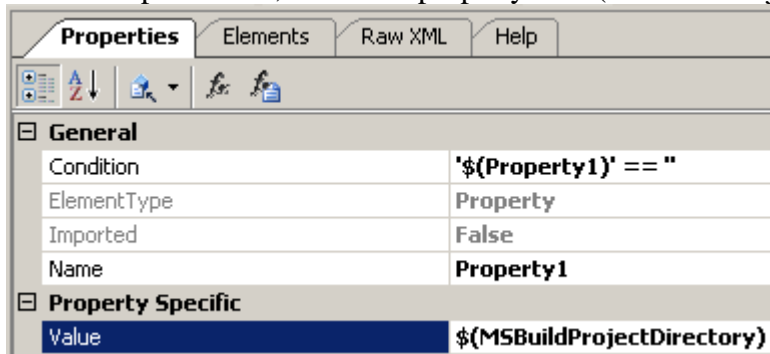 Properties Elements Raw XML Help
General
Condition '$(Property1)' == ''
ElementType Property
Imported False
Name Property1
Property Specific
Value $(MSBuildProjectDirectory)